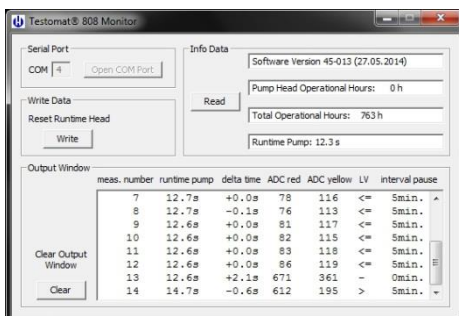 Testomat® 808 Monitor
Serial Port
COM 4 Open COM Port
Write Data
Reset Runtime Head
Write
Info Data
Read
Software Version 45-013 (27.05.2014)
Pump Head Operational Hours: 0 h
Total Operational Hours: 763 h
Runtime Pump: 12.3 s
Output Window
meas. number runtime pump delta time ADC red ADC yellow LV interval pause
7 12.7s +0.0s 78 116 <= 5min.
8 12.7s -0.1s 76 113 <= 5min.
9 12.6s +0.0s 81 117 <= 5min.
10 12.6s +0.0s 82 115 <= 5min.
11 12.6s +0.0s 83 118 <= 5min.
12 12.6s +0.0s 86 119 <= 5min.
13 12.6s +2.1s 671 361 - 0min.
14 14.7s -0.6s 612 195 > 5min.
Clear Output
Window
Clear